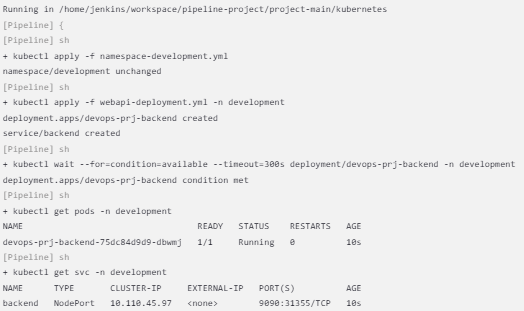 Running in /home/jenkins/workspace/pipeline-project/project-main/kubernetes
[Pipeline] {
[Pipeline] sh
+ kubectl apply -f namespace-development.yml
namespace/development unchanged
[Pipeline] sh
+ kubectl apply -f webapi-deployment.yml -n development
deployment.apps/devops-prj-backend created
service/backend created
[Pipeline] sh
+ kubectl wait --for=condition=available --timeout=300s deployment/devops-prj-backend -n development
deployment.apps/devops-prj-backend condition met
[Pipeline] sh
+ kubectl get pods -n development
NAME READY STATUS RESTARTS AGE
devops-prj-backend-75dc84d9d9-dbwmj 1/1 Running 0 10s
[Pipeline] sh
+ kubectl get svc -n development
NAME TYPE CLUSTER-IP EXTERNAL-IP PORT(S) AGE
backend NodePort 10.110.45.97 <none> 9090:31355/TCP 10s